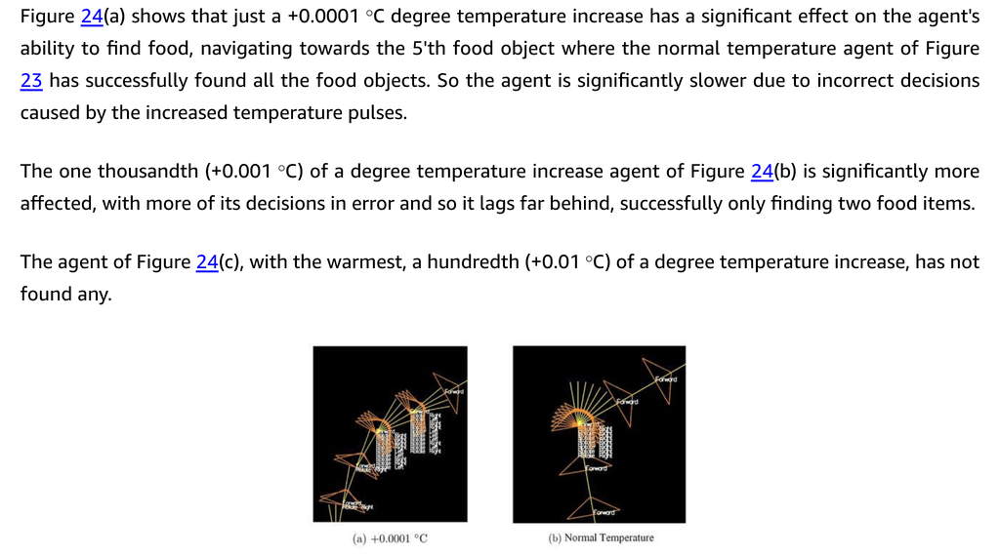 Figure 24(a) shows that just a +0.0001 °C degree temperature increase has a significant effect on the agent's
ability to find food, navigating towards the 5'th food object where the normal temperature agent of Figure
23 has successfully found all the food objects. So the agent is significantly slower due to incorrect decisions
caused by the increased temperature pulses.
The one thousandth (+0.001 °C) of a degree temperature increase agent of Figure 24(b) is significantly more
affected, with more of its decisions in error and so it lags far behind, successfully only finding two food items.
The agent of Figure 24(c), with the warmest, a hundredth (+0.01 °C) of a degree temperature increase, has not
found any.
Forward
Forward
Forward
Forward
Forward
(a) +0.0001 °C
(b) Normal Temperature